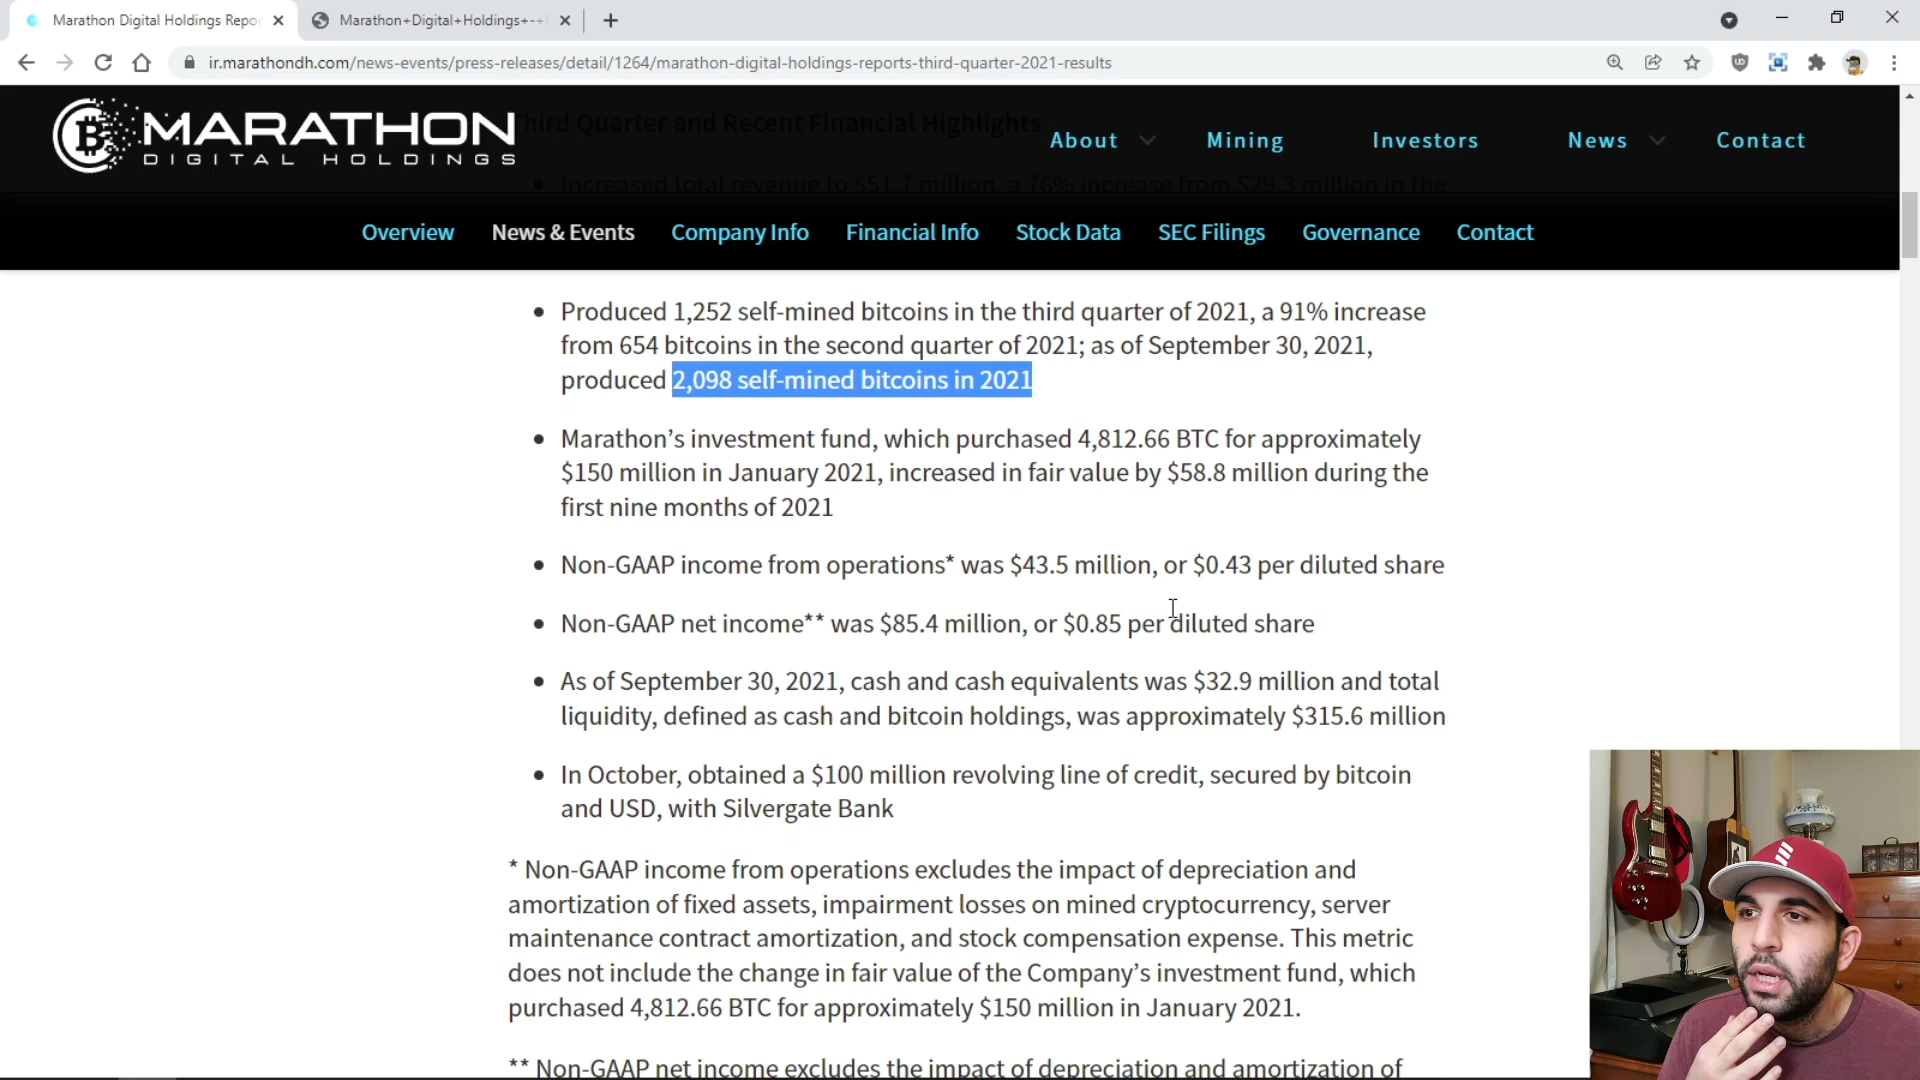 Marathon Digital Holdings Repo
Marathon+Digital+Holdings+-+
ir.marathondh.com/news-events/press-releases/detail/1264/marathon-digital-holdings-reports-third-quarter-2021-results
MARATHON
DIGITAL HOLDINGS
Third Quarter and Recent Financial Highlights
About
Mining
Investors
News
Contact
Increased total revenue to $51.7 million, a 76% increase from $29.3 million in the
Overview
News & Events
Company Info
Financial Info
Stock Data
SEC Filings
Governance
Contact
• Produced 1,252 self-mined bitcoins in the third quarter of 2021, a 91% increase
from 654 bitcoins in the second quarter of 2021; as of September 30, 2021,
produced 2,098 self-mined bitcoins in 2021
• Marathon’s investment fund, which purchased 4,812.66 BTC for approximately
$150 million in January 2021, increased in fair value by $58.8 million during the
first nine months of 2021
• Non-GAAP income from operations* was $43.5 million, or $0.43 per diluted share
• Non-GAAP net income** was $85.4 million, or $0.85 per diluted share
• As of September 30, 2021, cash and cash equivalents was $32.9 million and total
liquidity, defined as cash and bitcoin holdings, was approximately $315.6 million
• In October, obtained a $100 million revolving line of credit, secured by bitcoin
and USD, with Silvergate Bank
* Non-GAAP income from operations excludes the impact of depreciation and
amortization of fixed assets, impairment losses on mined cryptocurrency, server
maintenance contract amortization, and stock compensation expense. This metric
does not include the change in fair value of the Company’s investment fund, which
purchased 4,812.66 BTC for approximately $150 million in January 2021.
** Non-GAAP net income excludes the impact of depreciation and amortization of